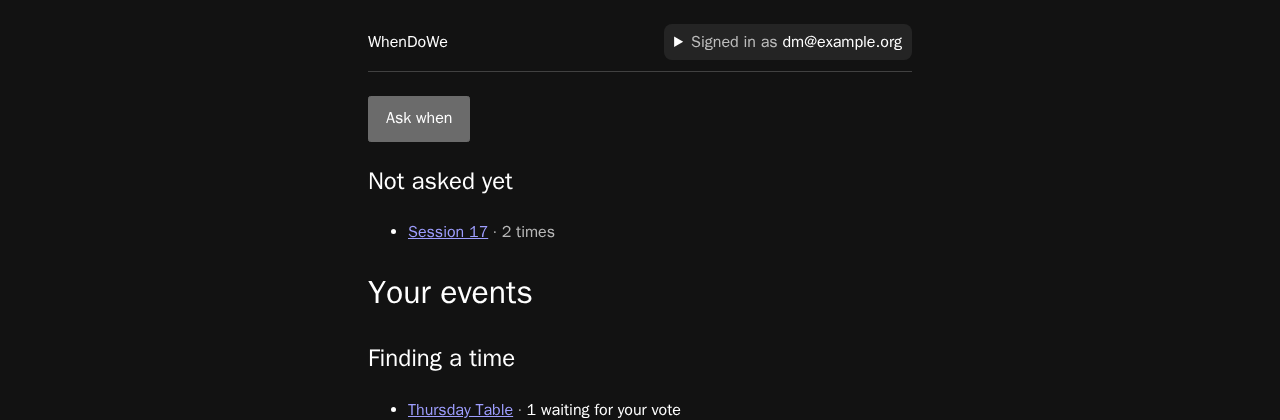 WhenDoWe
Signed in as dm@example.org
Ask when
Not asked yet
Session 17 · 2 times
Your events
Finding a time
Thursday Table · 1 waiting for your vote